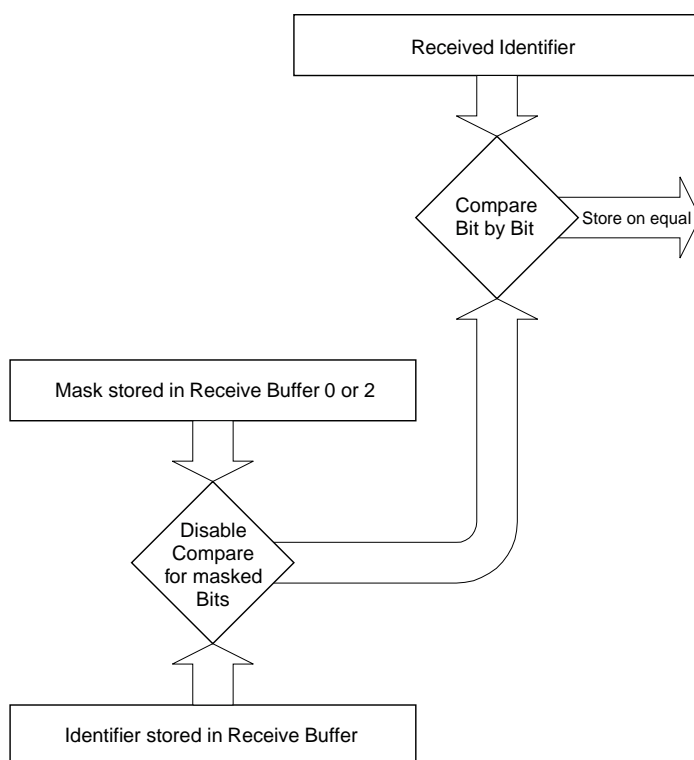 Received Identifier
Compare
Bit by Bit
Store on equal
Mask stored in Receive Buffer 0 or 2
Disable
Compare
for masked
Bits
Identifier stored in Receive Buffer